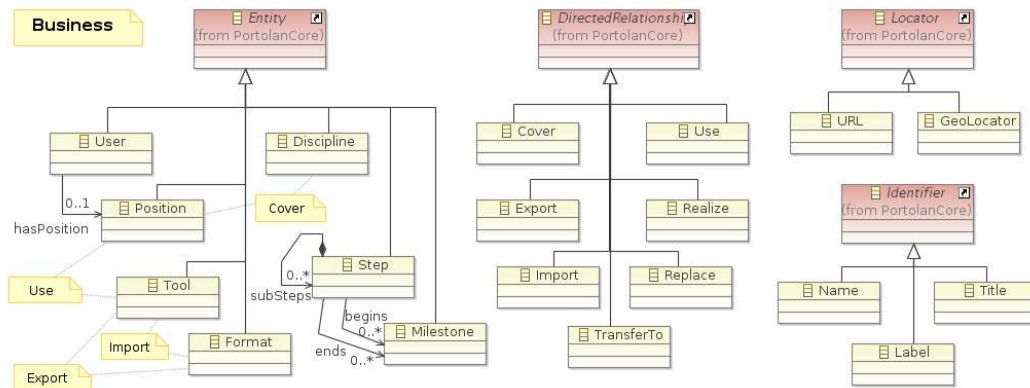 Business
Entity
(from PortolanCore)
DirectedRelationshi
(from PortolanCore)
Locator
(from PortolanCore)
User
Discipline
Cover
Use
URL
GeoLocator
0..1
hasPosition
Position
Cover
Export
Realize
Identifier
(from PortolanCore)
Use
Tool
0..*
subSteps
Step
Import
Replace
Name
Title
Import
Export
Format
begins
0..*
ends
0..*
Milestone
TransferTo
Label